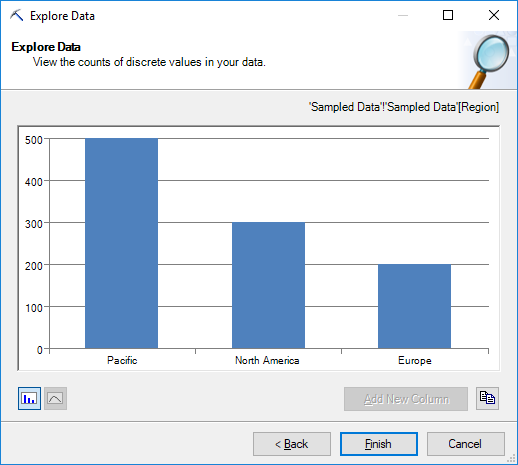 Explore Data
Explore Data
View the counts of discrete values in your data.
'Sampled Data'!'Sampled Data'[Region]
500
400
300
200
100
0
Pacific North America Europe
Add New Column
< Back Finish Cancel